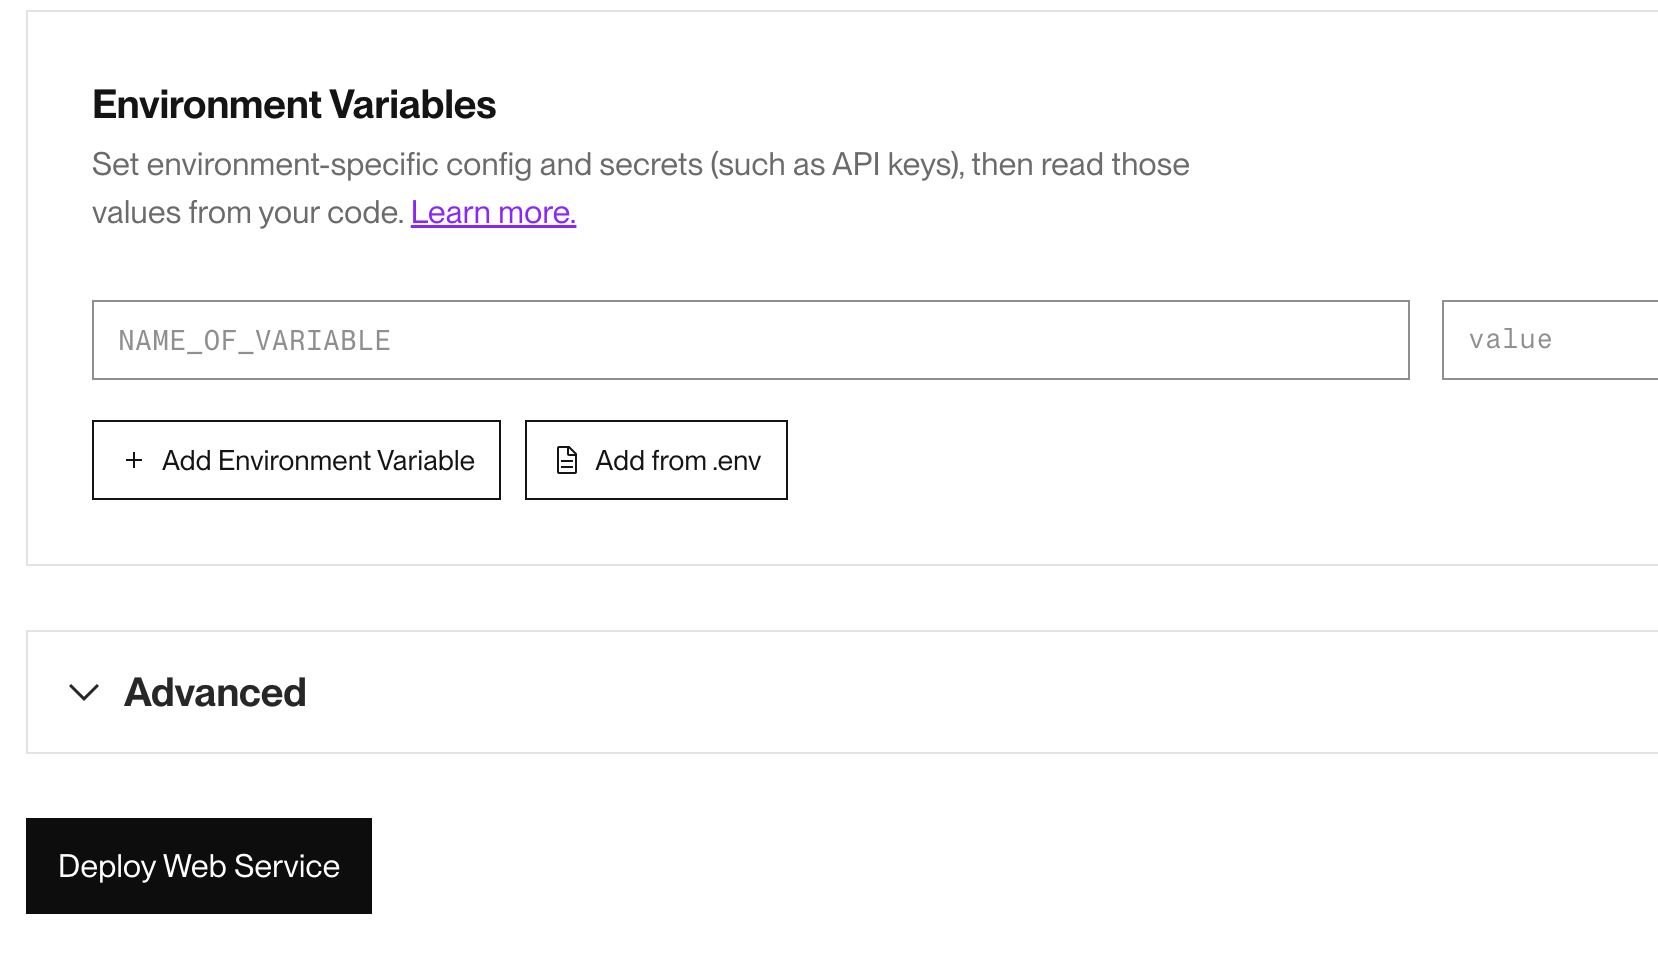 Environment Variables
Set environment-specific config and secrets (such as API keys), then read those
values from your code. Learn more.
NAME_OF_VARIABLE
value
+ Add Environment Variable
Add from .env
Advanced
Deploy Web Service